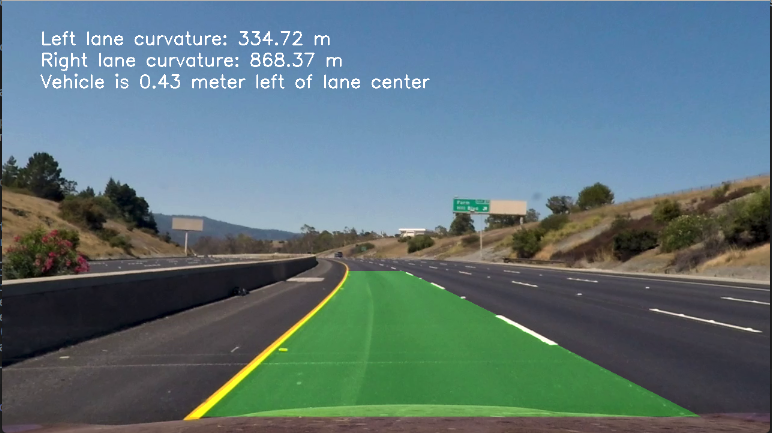 Left lane curvature: 334.72 m
Right lane curvature: 868.37 m
Vehicle is 0.43 meter left of lane center